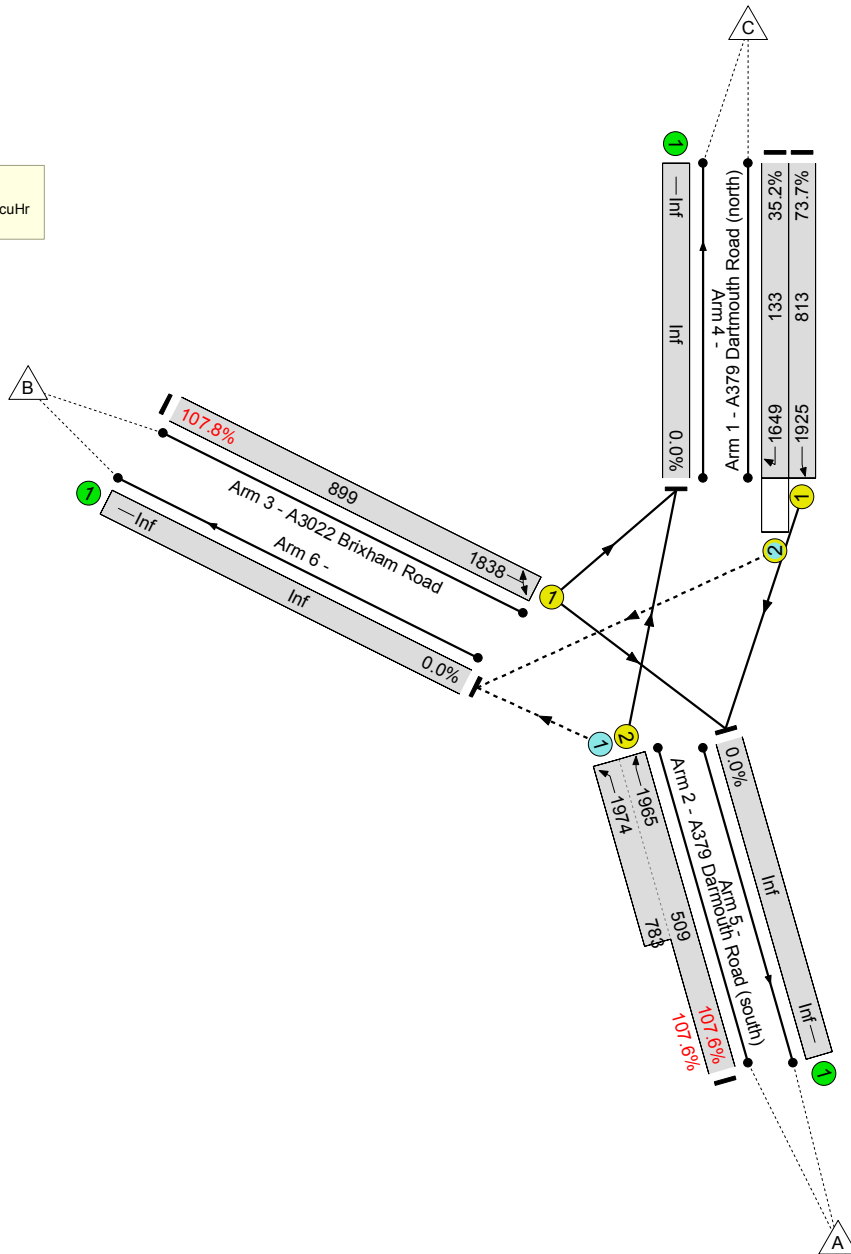 C
1
1
cuHr
—Inf
Inf
0.0%
Arm 4 -
Arm 1 - A379 Dartmouth Road (north)
35.2%
133
1649
73.7%
813
1925
1
2
B
107.8%
899
1838
Arm 3 - A3022 Brixham Road
Arm 6 -
1
—Inf
Inf
0.0%
1
1
2
0.0%
Inf
Inf—
Arm 5 -
Arm 2 - A379 Darmouth Road (south)
1965
1974
509
783
107.6%
107.6%
1
A